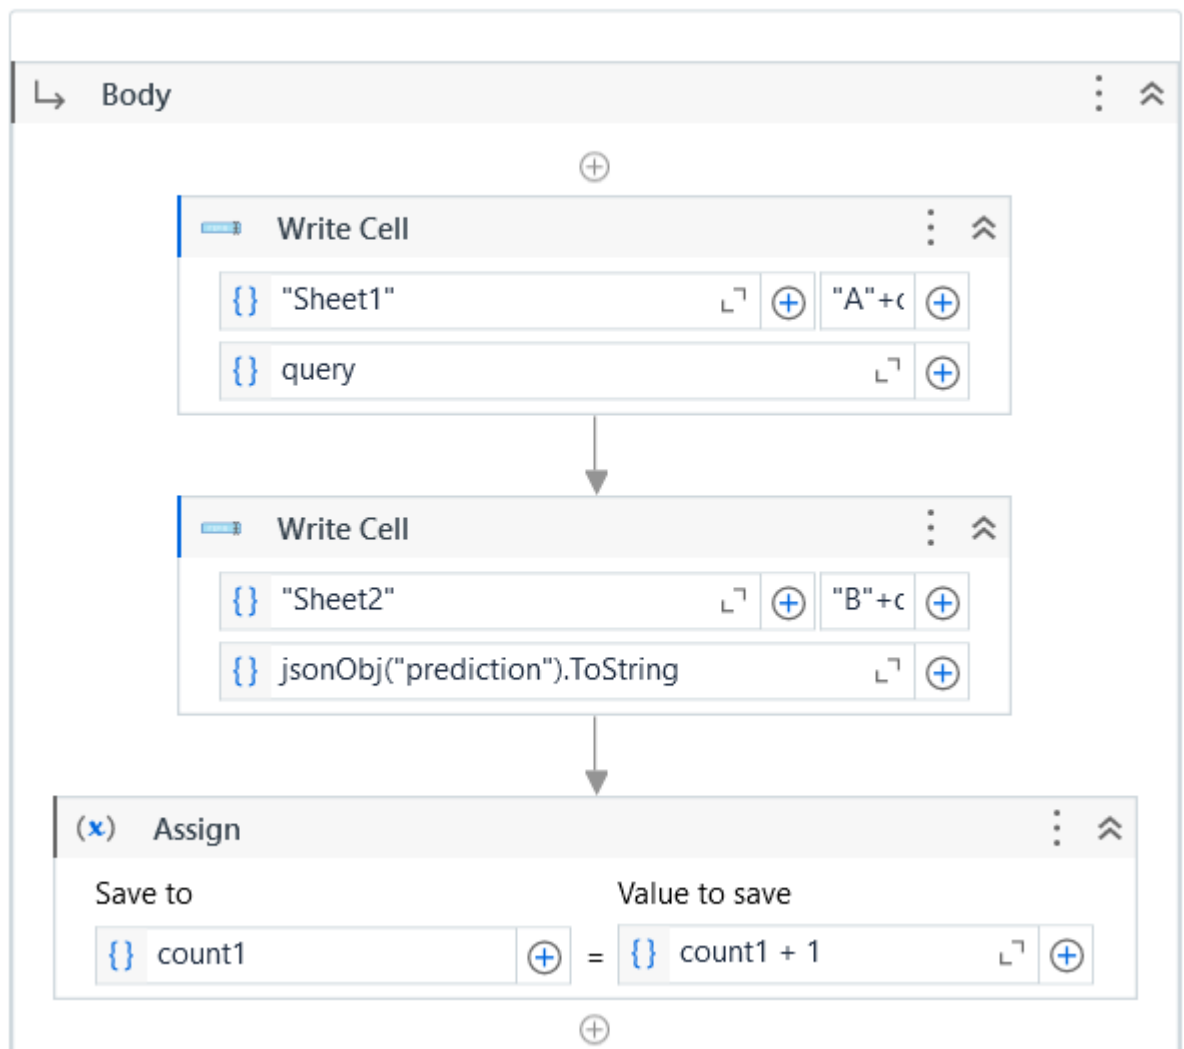 Body
Write Cell
"Sheet1" "A"+c
query
Write Cell
"Sheet2" "B"+c
jsonObj("prediction").ToString
(x) Assign
Save to Value to save
count1 = count1 + 1